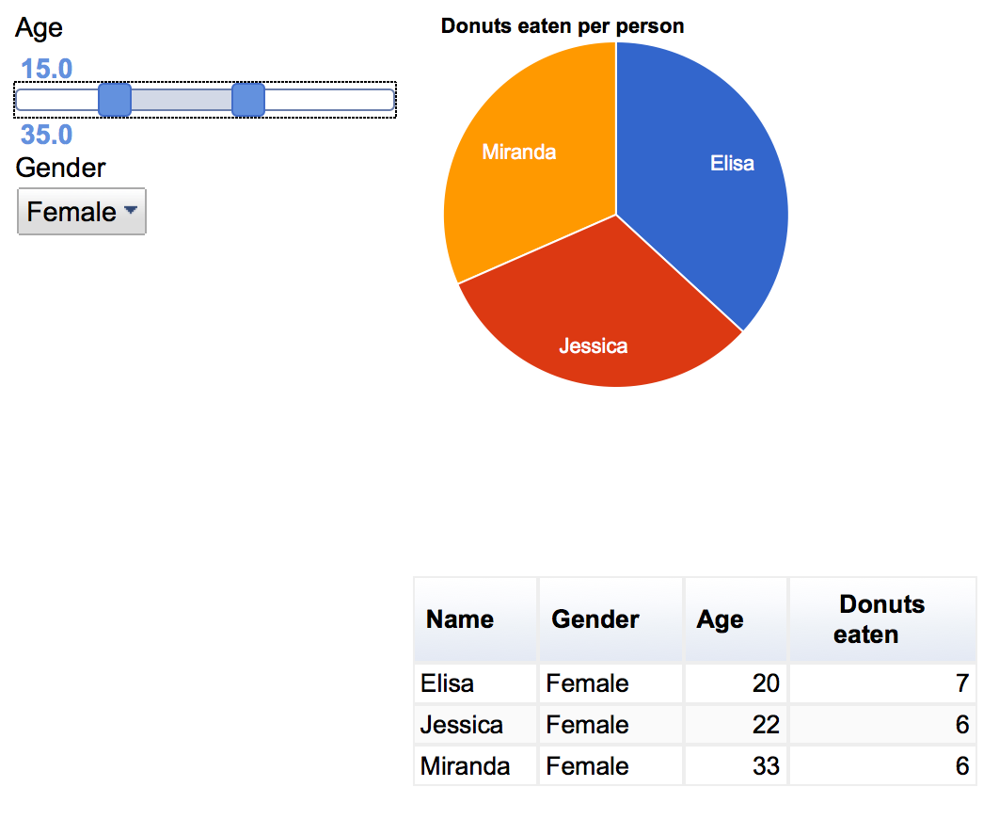 Age
15.0
35.0
Gender
Female
Donuts eaten per person
Miranda
Elisa
Jessica
Name Gender Age Donuts
eaten
Elisa Female 20 7
Jessica Female 22 6
Miranda Female 33 6